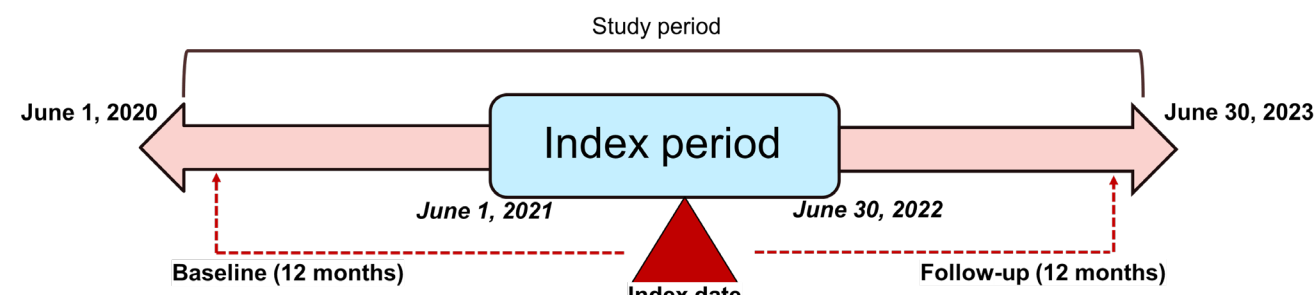 Study period
June 1, 2020
June 30, 2023
Index period
June 1, 2021
June 30, 2022
Baseline (12 months)
Follow-up (12 months)
Index date